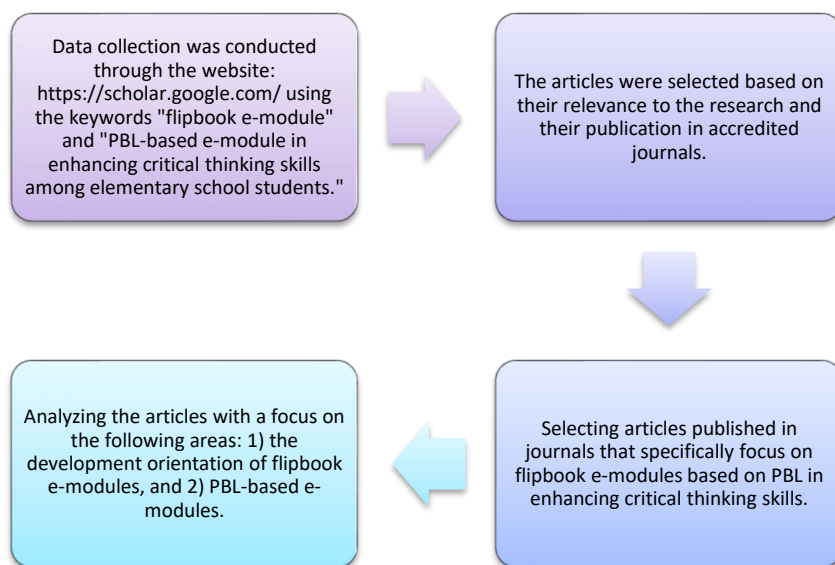 Data collection was conducted
through the website:
https://scholar.google.com/ using
the keywords "flipbook e-module"
and "PBL-based e-module in
enhancing critical thinking skills
among elementary school students."
The articles were selected based on
their relevance to the research and
their publication in accredited
journals.
Selecting articles published in
journals that specifically focus on
flipbook e-modules based on PBL in
enhancing critical thinking skills.
Analyzing the articles with a focus on
the following areas: 1) the
development orientation of flipbook
e-modules, and 2) PBL-based e-
modules.